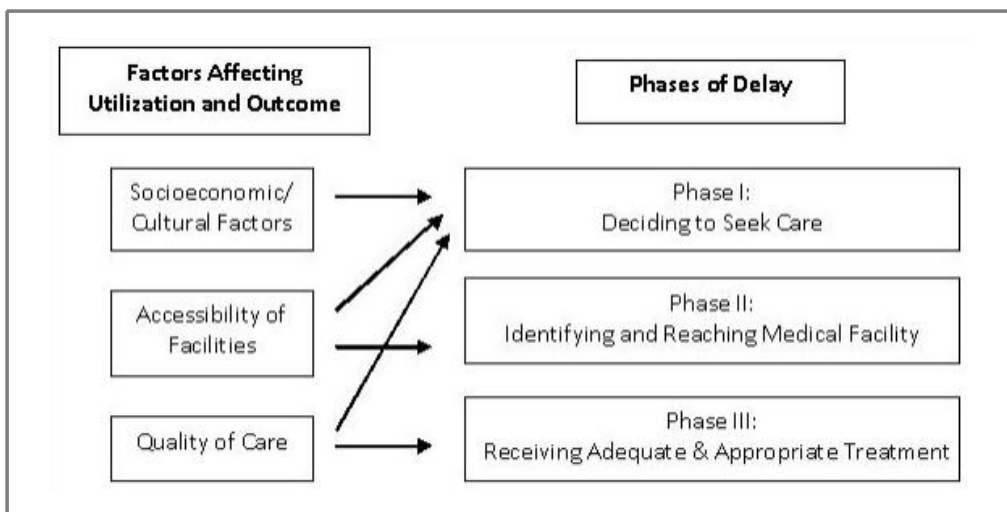 Factors Affecting
Utilization and Outcome
Phases of Delay
Socioeconomic/
Cultural Factors
Phase I:
Deciding to Seek Care
Accessibility of
Facilities
Phase II:
Identifying and Reaching Medical Facility
Quality of Care
Phase III:
Receiving Adequate & Appropriate Treatment